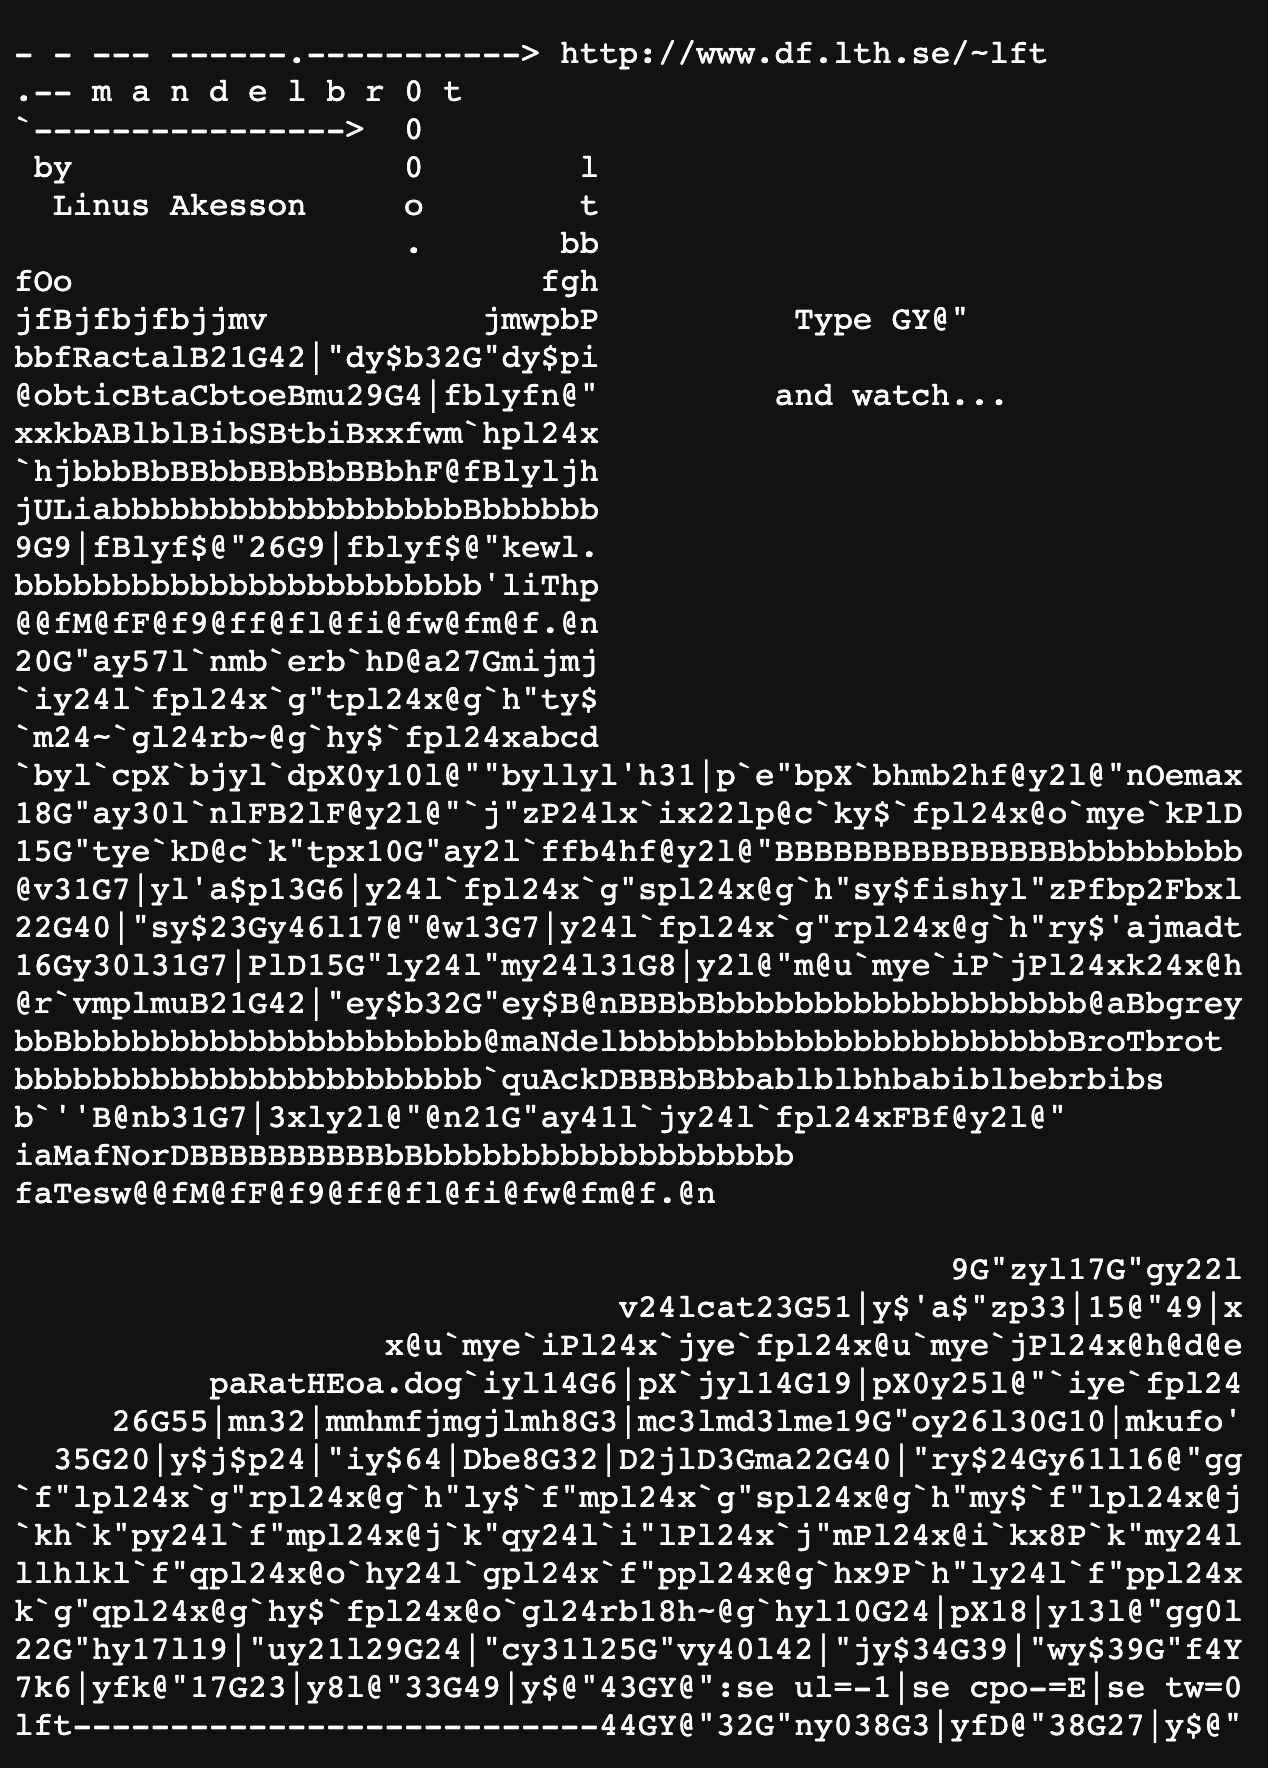 - - --- ------.-----------> http://www.df.lth.se/~lft
.-- m a n d e l b r 0 t
`---------------->  0
 by                 0        l
  Linus Akesson     o        t
                    .       bb
fOo                        fgh
jfBjfbjfbjjmv           jmwpbP          Type GY@"
bbfRactalB21G42|"dy$b32G"dy$pi
@obticBtaCbtoeBmu29G4|fblyfn@"         and watch...
xxkbABlblBibSBtbiBxxfwm`hpl24x
`hjbbbBbBBbbBBbBbBBbhF@fBlyljh
jULiabbbbbbbbbbbbbbbbbbBbbbbbb
9G9|fBlyf$@"26G9|fblyf$@"kewl.
bbbbbbbbbbbbbbbbbbbbbbbb'liThp
@@fM@fF@f9@ff@fl@fi@fw@fm@f.@n
20G"ay57l`nmb`erb`hD@a27Gmijmj
`iy24l`fpl24x`g"tpl24x@g`h"ty$
`m24~`gl24rb~@g`hy$`fpl24xabcd
`byl`cpX`bjyl`dpX0y10l@""byllyl'h31|p`e"bpX`bhmb2hf@y2l@"nOemax
18G"ay30l`nlFB2lF@y2l@"`j"zP24lx`ix22lp@c`ky$`fpl24x@o`mye`kPlD
15G"tye`kD@c`k"tpx10G"ay2l`ffb4hf@y2l@"BBBBBBBBBBBBBBBbbbbbbbbb
@v31G7|yl'a$p13G6|y24l`fpl24x`g"spl24x@g`h"sy$fishyl"zPfbp2Fbxl
22G40|"sy$23Gy46l17@"@w13G7|y24l`fpl24x`g"rpl24x@g`h"ry$'ajmadt
16Gy30l31G7|PlD15G"ly24l"my24l31G8|y2l@"m@u`mye`iP`jPl24xk24x@h
@r`vmplmuB21G42|"ey$b32G"ey$B@nBBBbBbbbbbbbbbbbbbbbbbbb@aBbgrey
bbBbbbbbbbbbbbbbbbbbbbbb@maNdelbbbbbbbbbbbbbbbbbbbbbbbBroTbrot
bbbbbbbbbbbbbbbbbbbbbbbb`quAckDBBBbBbbablblbhbabiblbebrbibs
b`''B@nb31G7|3xly2l@"@n21G"ay41l`jy24l`fpl24xFBf@y2l@"
iaMafNorDBBBBBBBBBBbBbbbbbbbbbbbbbbbbbbb
faTesw@@fM@fF@f9@ff@fl@fi@fw@fm@f.@n
                                                9G"zyl17G"gy22l
                               v24lcat23G51|y$'a$"zp33|15@"49|x
                   x@u`mye`iPl24x`jye`fpl24x@u`mye`jPl24x@h@d@e
          paRatHEoa.dog`iyl14G6|pX`jyl14G19|pX0y25l@"`iye`fpl24
     26G55|mn32|mmhmfjmgjlmh8G3|mc3lmd3lme19G"oy26l30G10|mkufo'
  35G20|y$j$p24|"iy$64|Dbe8G32|D2jlD3Gma22G40|"ry$24Gy61l16@"gg
`f"lpl24x`g"rpl24x@g`h"ly$`f"mpl24x`g"spl24x@g`h"my$`f"lpl24x@j
`kh`k"py24l`f"mpl24x@j`k"qy24l`i"lPl24x`j"mPl24x@i`kx8P`k"my24l
llhlkl`f"qpl24x@o`hy24l`gpl24x`f"ppl24x@g`hx9P`h"ly24l`f"ppl24x
k`g"qpl24x@g`hy$`fpl24x@o`gl24rb18h~@g`hyl10G24|pX18|y13l@"gg0l
22G"hy17l19|"uy21l29G24|"cy31l25G"vy40l42|"jy$34G39|"wy$39G"f4Y
7k6|yfk@"17G23|y8l@"33G49|y$@"43GY@":se ul=-1|se cpo-=E|se tw=0
lft---------------------------44GY@"32G"ny038G3|yfD@"38G27|y$@"